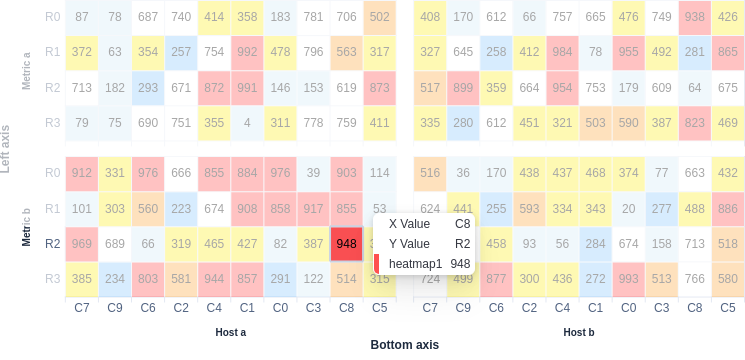 R0 87 78 687 740 414 358 183 781 706 502 408 170 612 66 757 665 476 749 938 426
R1 372 63 354 257 754 992 478 796 563 317 327 645 258 412 984 78 955 492 281 865
R2 713 182 293 671 872 991 146 153 619 873 517 899 359 664 954 753 179 609 64 675
R3 79 75 690 751 355 4 311 778 759 411 335 280 612 451 321 503 590 387 823 469
Metric a
Left axis
R0 912 331 976 666 855 884 976 39 903 114 516 36 170 438 437 468 374 77 663 432
R1 101 303 560 223 674 908 858 917 855 53 624 441 255 593 334 343 20 277 488 886
R2 969 689 66 319 465 427 82 387 948 458 93 56 284 674 158 713 518
R3 385 234 803 581 944 857 291 122 514 315 724 499 877 300 436 272 993 513 766 580
Metric b
X Value C8
Y Value R2
heatmap1 948
C7 C9 C6 C2 C4 C1 C0 C3 C8 C5 C7 C9 C6 C2 C4 C1 C0 C3 C8 C5
Host a Host b
Bottom axis